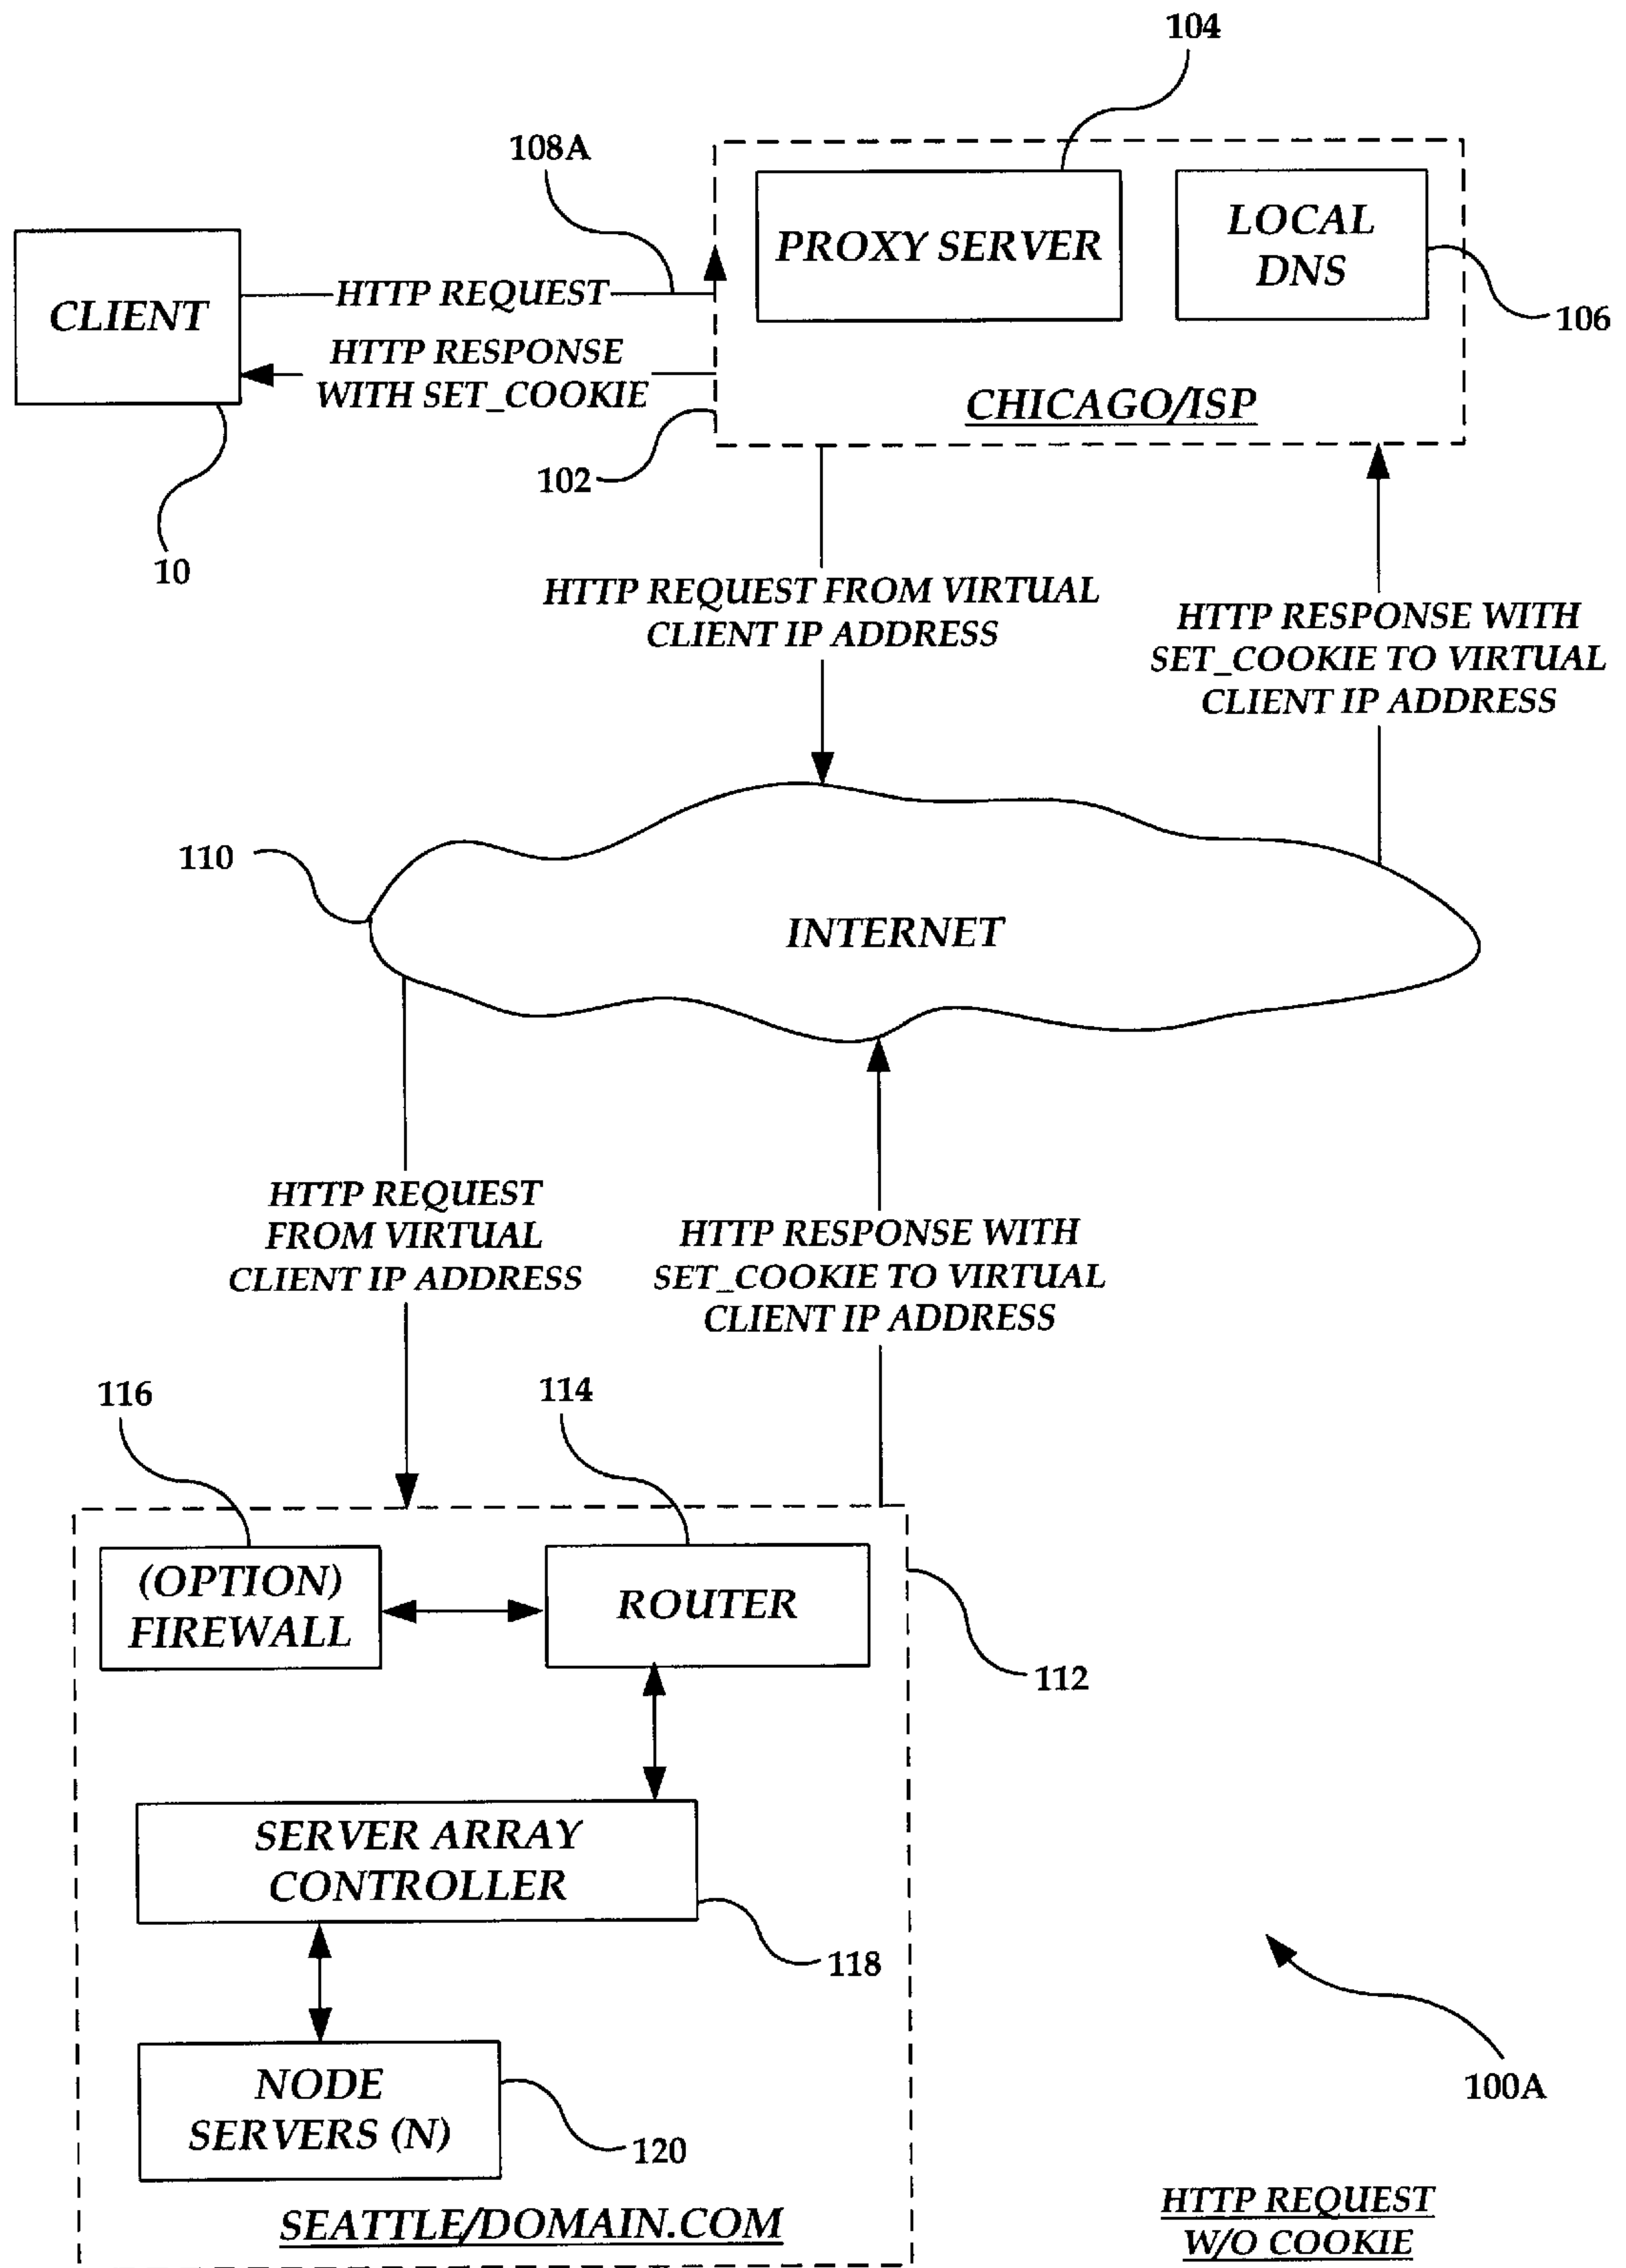 104
108A
PROXY SERVER
LOCAL
DNS
CLIENT
HTTP REQUEST
HTTP RESPONSE
WITH SET_COOKIE
106
CHICAGO/ISP
102
10
HTTP REQUEST FROM VIRTUAL
CLIENT IP ADDRESS
HTTP RESPONSE WITH
SET_COOKIE TO VIRTUAL
CLIENT IP ADDRESS
110
INTERNET
HTTP REQUEST
FROM VIRTUAL
CLIENT IP ADDRESS
HTTP RESPONSE WITH
SET_COOKIE TO VIRTUAL
CLIENT IP ADDRESS
116
114
(OPTION)
FIREWALL
ROUTER
112
SERVER ARRAY
CONTROLLER
118
NODE
SERVERS (N)
120
100A
SEATTLE/DOMAIN.COM
HTTP REQUEST
W/O COOKIE